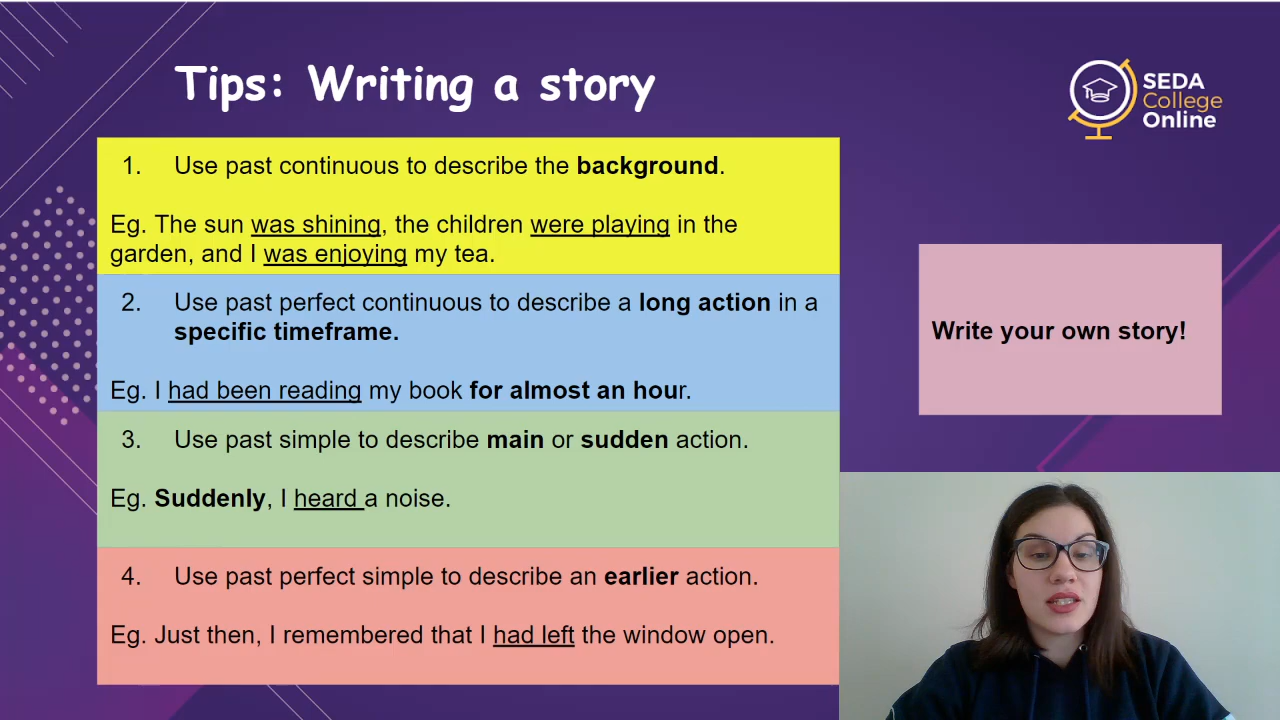 Tips: Writing a story
SEDA
College
Online
1. Use past continuous to describe the background.
Eg. The sun was shining, the children were playing in the
garden, and I was enjoying my tea.
2. Use past perfect continuous to describe a long action in a
specific timeframe.
Eg. I had been reading my book for almost an hour.
3. Use past simple to describe main or sudden action.
Eg. Suddenly, I heard a noise.
4. Use past perfect simple to describe an earlier action.
Eg. Just then, I remembered that I had left the window open.
Write your own story!